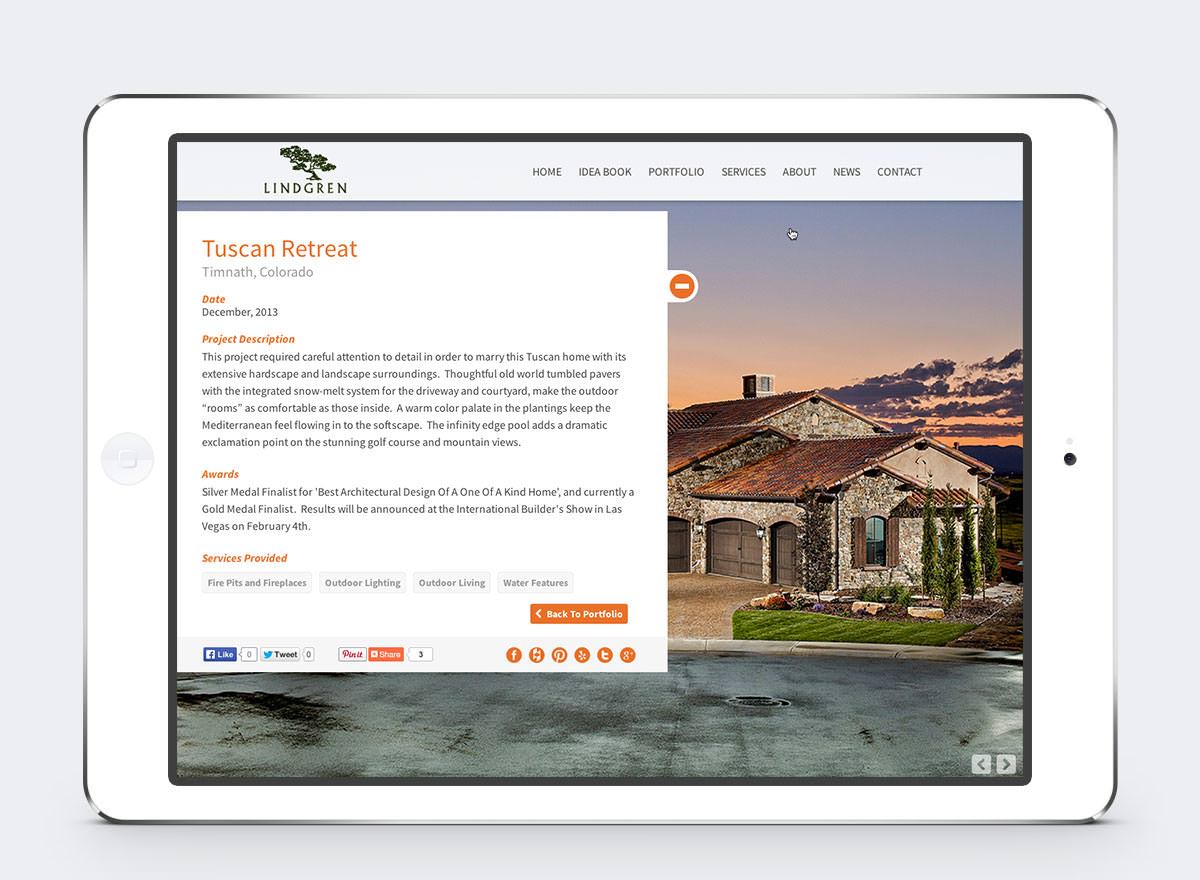 LINDGREN
HOME IDEA BOOK PORTFOLIO SERVICES ABOUT NEWS CONTACT
Tuscan Retreat
Timnath, Colorado
Date
December, 2013
Project Description
This project required careful attention to detail in order to marry this Tuscan home with its
extensive hardscape and landscape surroundings.  Thoughtful old world tumbled pavers
with the integrated snow-melt system for the driveway and courtyard, make the outdoor
“rooms” as comfortable as those inside.  A warm color palate in the plantings keep the
Mediterranean feel flowing in to the softscape.  The infinity edge pool adds a dramatic
exclamation point on the stunning golf course and mountain views.
Awards
Silver Medal Finalist for 'Best Architectural Design Of A One Of A Kind Home', and currently a
Gold Medal Finalist.  Results will be announced at the International Builder's Show in Las
Vegas on February 4th.
Services Provided
Fire Pits and Fireplaces Outdoor Lighting Outdoor Living Water Features
Back To Portfolio
Like 0 Tweet 0 Pin it Share 3